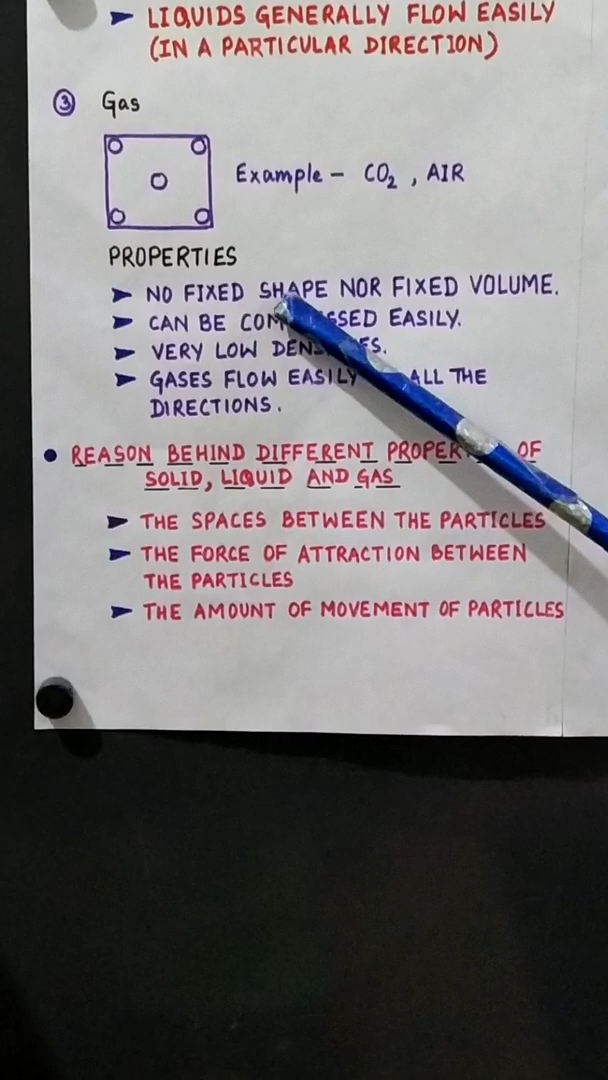 ➤ LIQUIDS GENERALLY FLOW EASILY
(IN A PARTICULAR DIRECTION)
③ Gas
Example - CO₂ , AIR
PROPERTIES
➤ NO FIXED SHAPE NOR FIXED VOLUME.
➤ CAN BE EASILY.
➤ VERY LOW
➤ GASES FLOW EASILY ALL THE
DIRECTIONS.
• REASON BEHIND DIFFERENT OF
SOLID, LIQUID AND GAS
➤ THE SPACES BETWEEN THE PARTICLES
➤ THE FORCE OF ATTRACTION BETWEEN
THE PARTICLES
➤ THE AMOUNT OF MOVEMENT OF PARTICLES